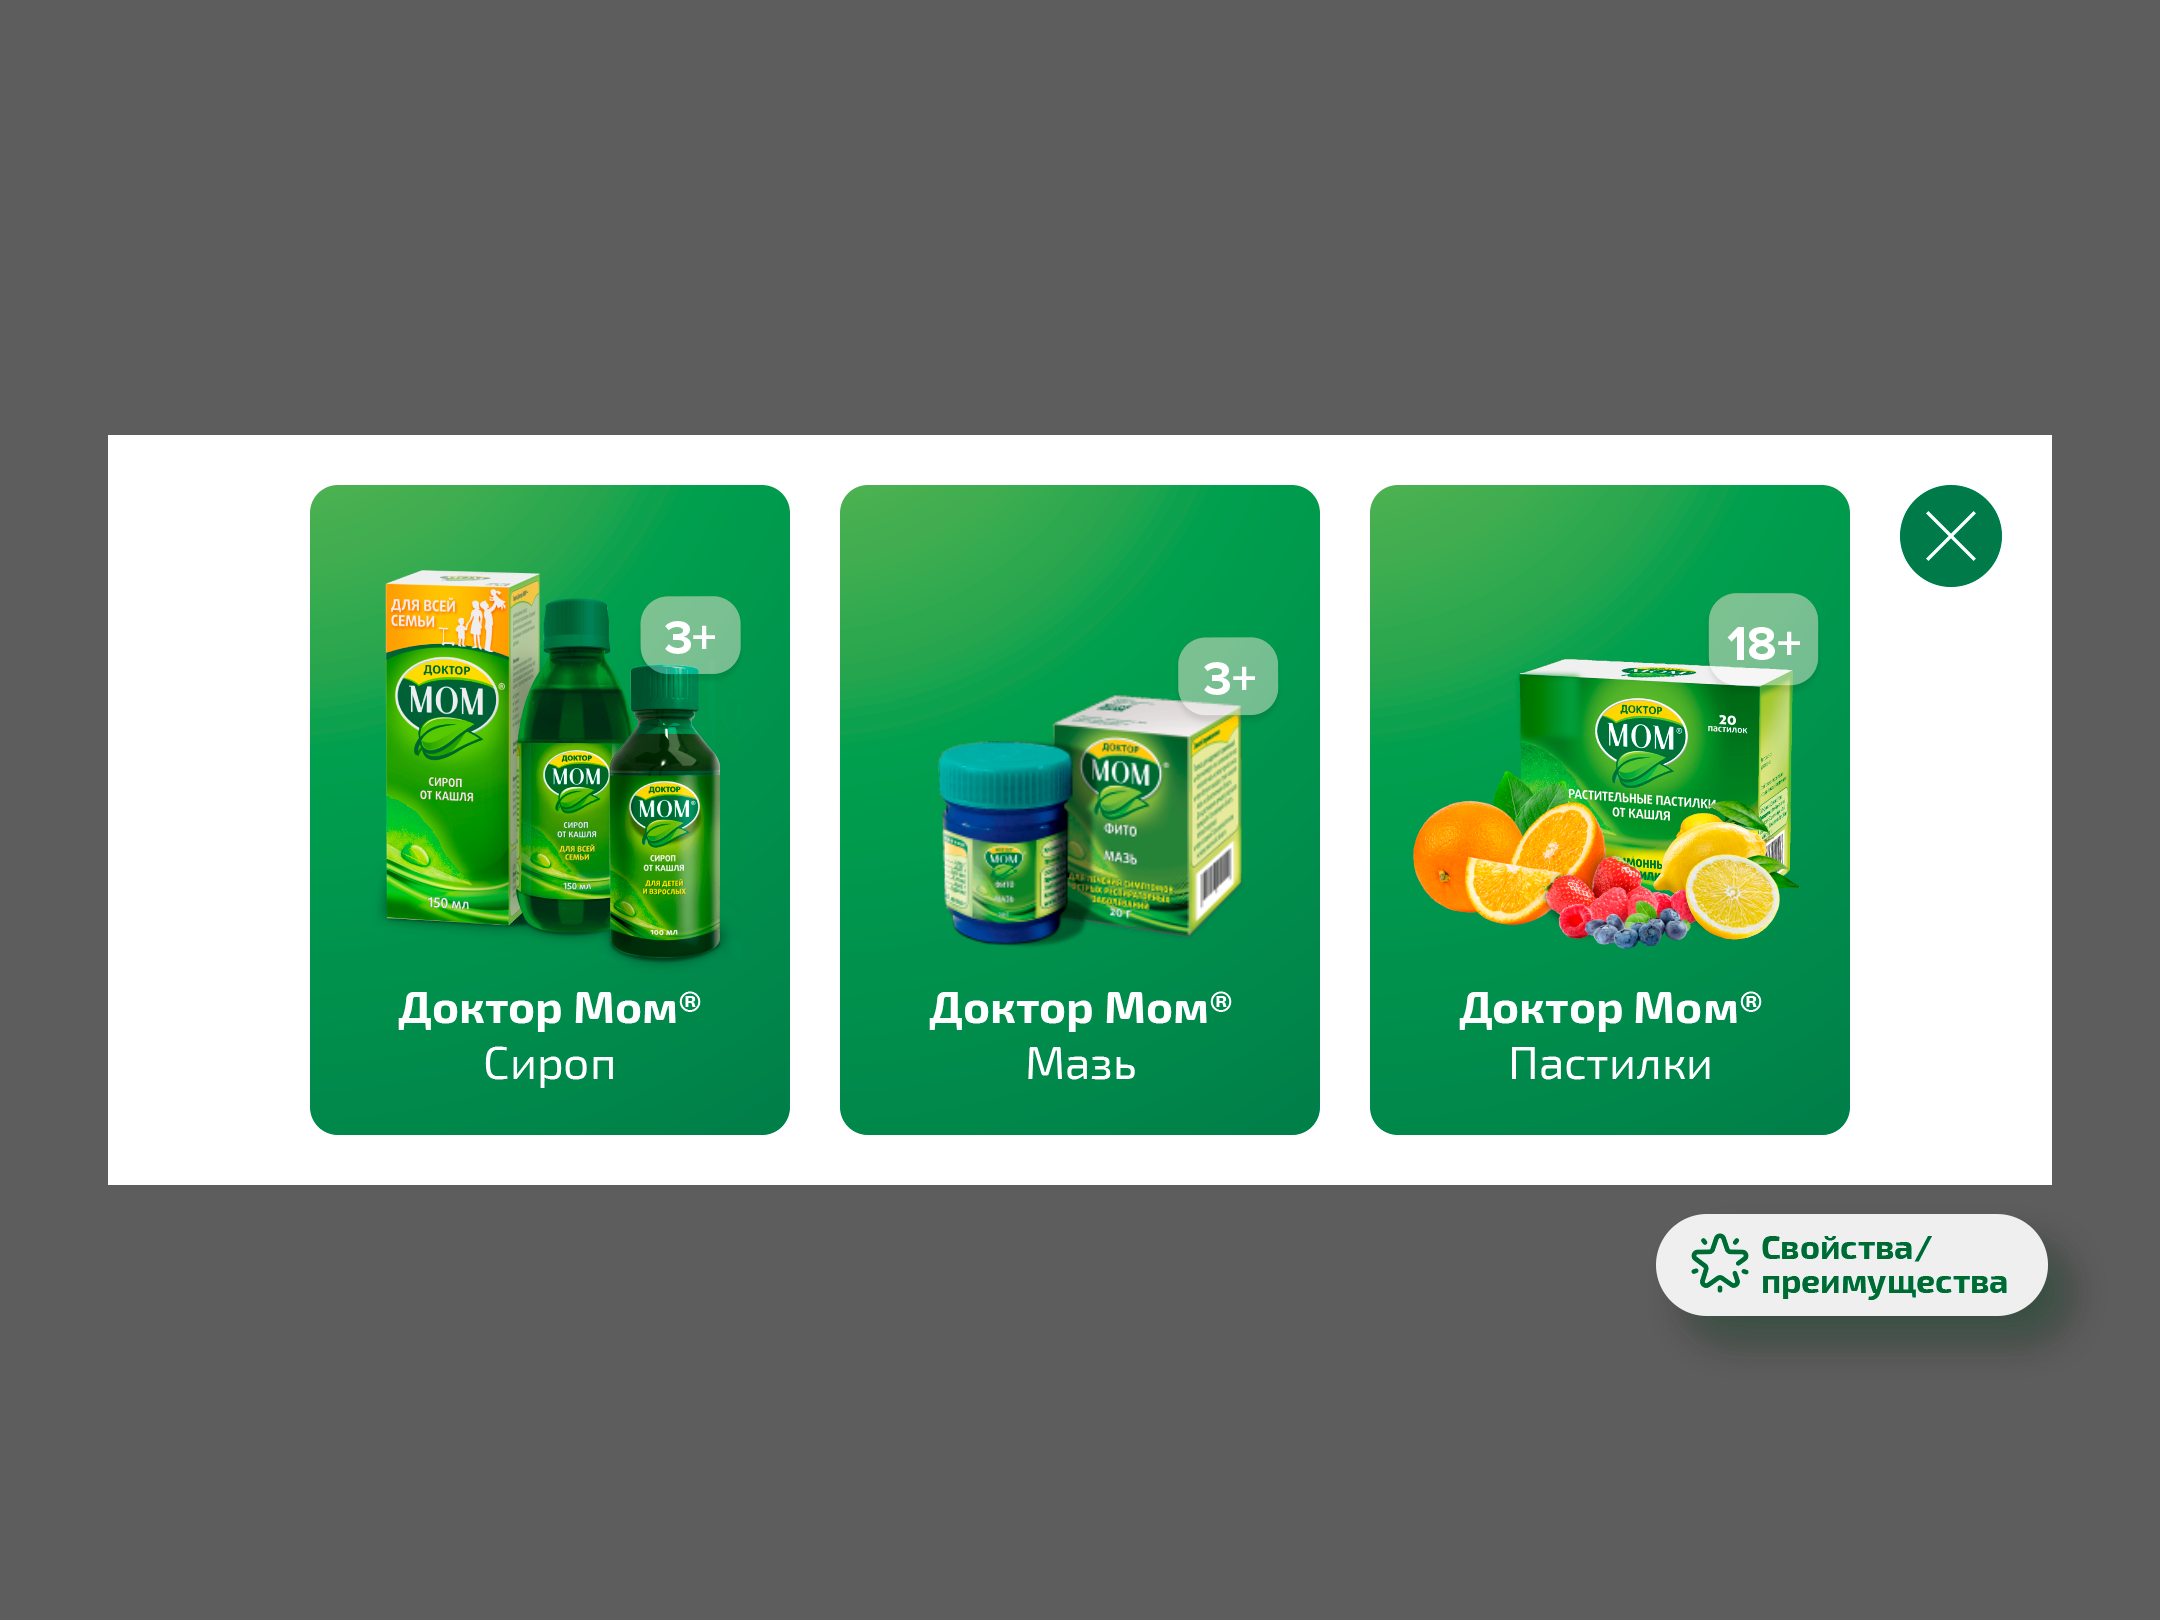 ДЛЯ ВСЕЙ
СЕМЬИ
ДОКТОР
МОМ®
СИРОП
ОТ КАШЛЯ
150 мл
ДОКТОР
МОМ
СИРОП
ОТ КАШЛЯ
ДЛЯ ВСЕЙ
СЕМЬИ
150 мл
3+
ДОКТОР
МОМ®
СИРОП
ОТ КАШЛЯ
ДЛЯ ДЕТЕЙ
И ВЗРОСЛЫХ
100 мл
Доктор Мом®
Сироп
3+
ДОКТОР
МОМ®
ФИТО
МАЗЬ
20 Г
МОМ
ФИТО
МАЗЬ
Доктор Мом®
Мазь
18+
ДОКТОР
МОМ®
20
пастилок
РАСТИТЕЛЬНЫЕ ПАСТИЛКИ
ОТ КАШЛЯ
Доктор Мом®
Пастилки
Свойства/
преимущества